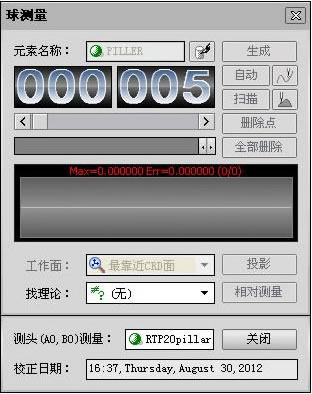 球测量
元素名称： PILLER
生成
000 005
自动
扫描
删除点
全部删除
Max=0.000000 Err=0.000000 (0/0)
工作面： 最靠近CRD面
投影
找理论： (无)
相对测量
测头(A0,B0)测量： RTP20pillar
关闭
校正日期： 16:37,Thursday,August 30,2012